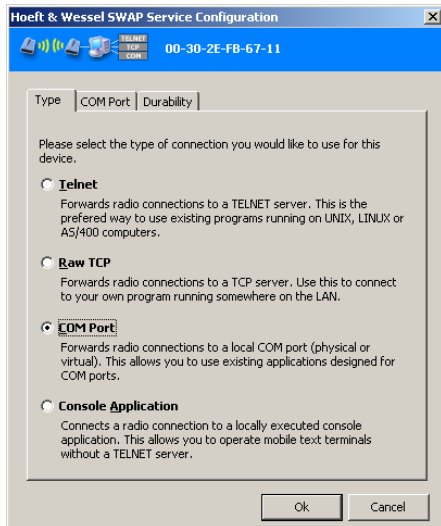 Hoeft & Wessel SWAP Service Configuration
TELNET
TCP
COM
00-30-2E-FB-67-11
Type
COM Port
Durability
Please select the type of connection you would like to use for this
device.
Telnet
Forwards radio connections to a TELNET server. This is the
prefered way to use existing programs running on UNIX, LINUX or
AS/400 computers.
Raw TCP
Forwards radio connections to a TCP server. Use this to connect
to your own program running somewhere on the LAN.
COM Port
Forwards radio connections to a local COM port (physical or
virtual). This allows you to use existing applications designed for
COM ports.
Console Application
Connects a radio connection to a locally executed console
application. This allows you to operate mobile text terminals
without a TELNET server.
Ok
Cancel